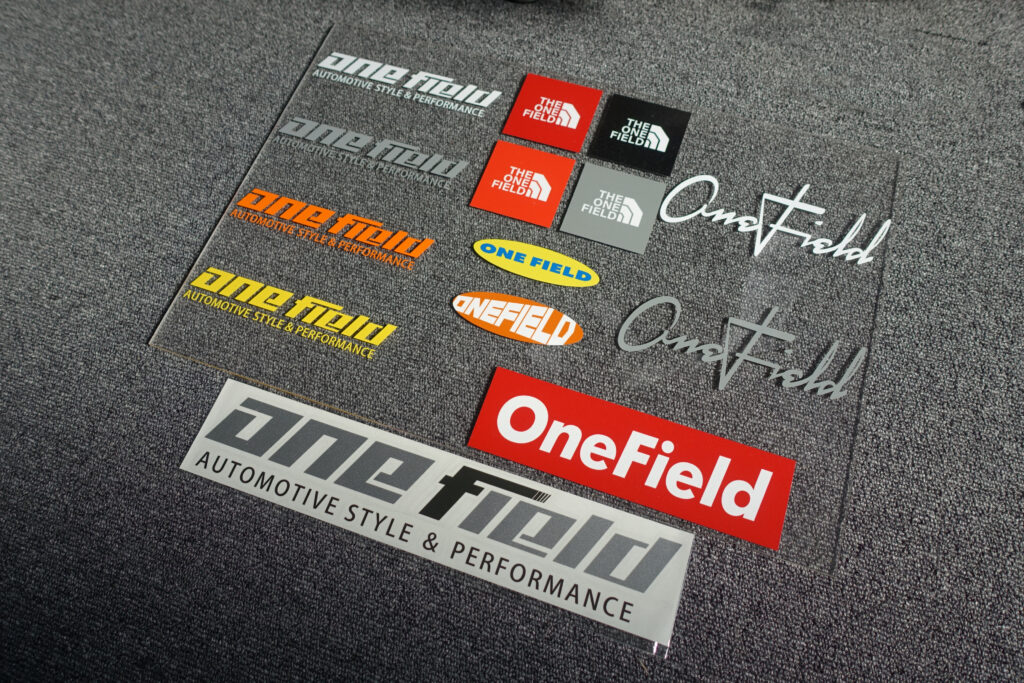 one field
AUTOMOTIVE STYLE & PERFORMANCE
one field
AUTOMOTIVE STYLE & PERFORMANCE
one field
AUTOMOTIVE STYLE & PERFORMANCE
one field
AUTOMOTIVE STYLE & PERFORMANCE
THE
ONE
FIELD
THE
ONE
FIELD
THE
ONE
FIELD
THE
ONE
FIELD
OneField
ONE FIELD
ONEFIELD
OneField
OneField
one field
AUTOMOTIVE STYLE & PERFORMANCE